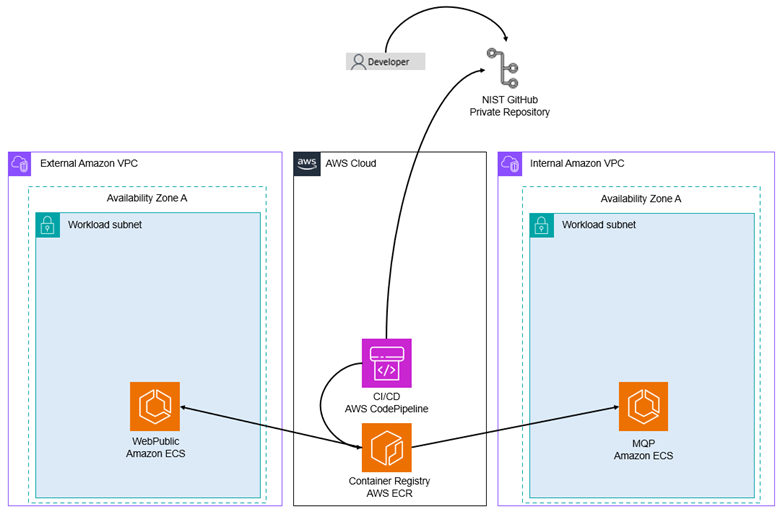 Developer
NIST GitHub
Private Repository
External Amazon VPC
aws
AWS Cloud
Internal Amazon VPC
Availability Zone A
Availability Zone A
Workload subnet
Workload subnet
</>
CI/CD
AWS CodePipeline
WebPublic
Amazon ECS
MQP
Amazon ECS
Container Registry
AWS ECR